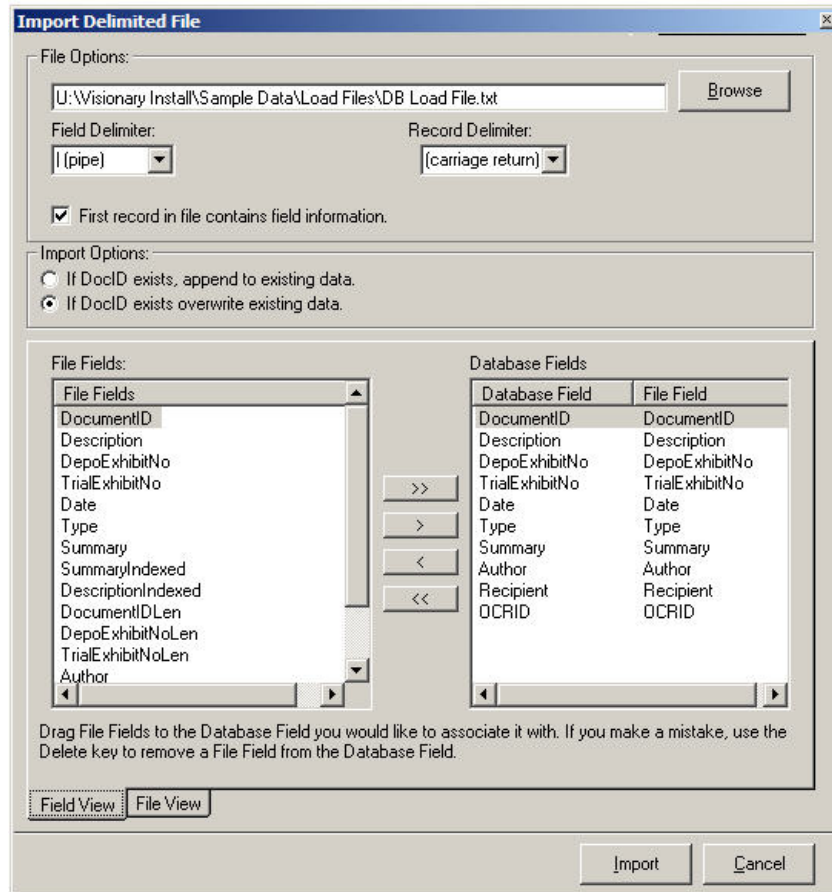 Import Delimited File
File Options:
U:\Visionary Install\Sample Data\Load Files\DB Load File.txt
Browse
Field Delimiter:
Record Delimiter:
| (pipe)
(carriage return)
First record in file contains field information.
Import Options:
If DocID exists, append to existing data.
If DocID exists overwrite existing data.
File Fields:
Database Fields
File Fields
Database Field File Field
DocumentID
Description
DepoExhibitNo
TrialExhibitNo
Date
Type
Summary
SummaryIndexed
DescriptionIndexed
DocumentIDLen
DepoExhibitNoLen
TrialExhibitNoLen
Author
>>
>
<
<<
DocumentID DocumentID
Description Description
DepoExhibitNo DepoExhibitNo
TrialExhibitNo TrialExhibitNo
Date Date
Type Type
Summary Summary
Author Author
Recipient Recipient
OCRID OCRID
Drag File Fields to the Database Field you would like to associate it with. If you make a mistake, use the
Delete key to remove a File Field from the Database Field.
Field View File View
Import Cancel